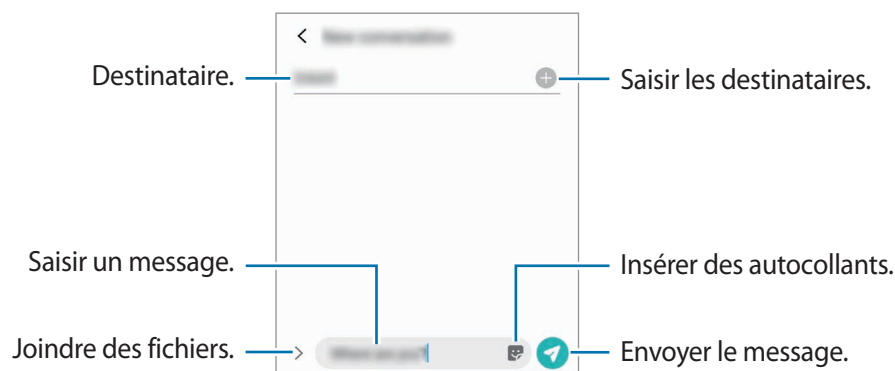 Destinataire.
Saisir les destinataires.
Saisir un message.
Insérer des autocollants.
Joindre des fichiers.
Envoyer le message.